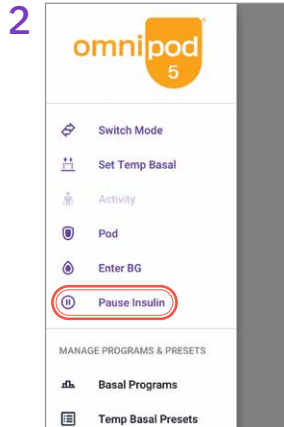 2
omnipod
5
Switch Mode
Set Temp Basal
Activity
Pod
Enter BG
Pause Insulin
MANAGE PROGRAMS & PRESETS
Basal Programs
Temp Basal Presets